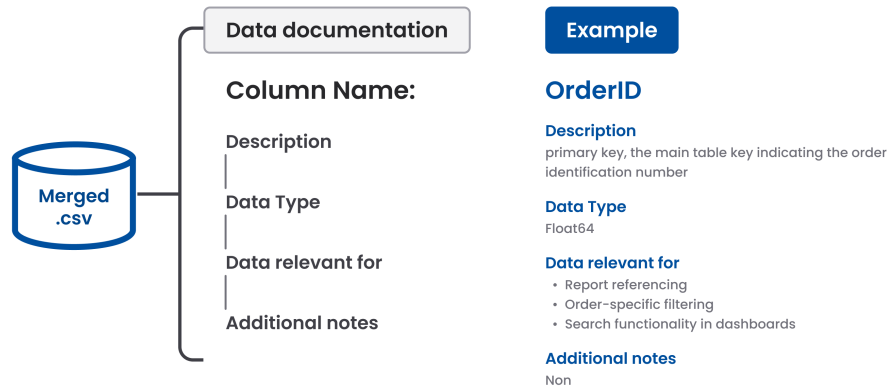 Data documentation
Example
Merged
.csv
Column Name:
Description
Data Type
Data relevant for
Additional notes
OrderID
Description
primary key, the main table key indicating the order
identification number
Data Type
Float64
Data relevant for
• Report referencing
• Order-specific filtering
• Search functionality in dashboards
Additional notes
Non